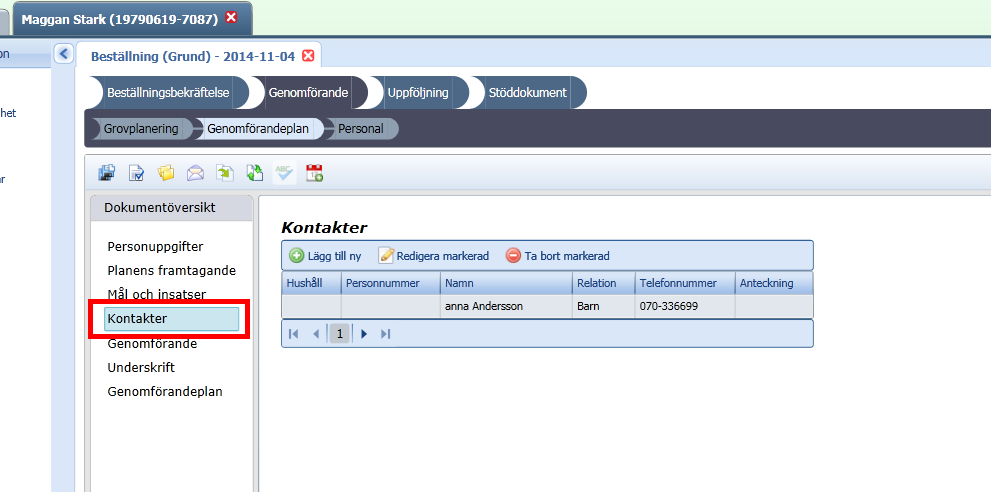 Maggan Stark (19790619-7087)
on
Beställning (Grund) - 2014-11-04
Beställningsbekräftelse Genomförande Uppföljning Stöddokument
het
Grovplanering Genomförandeplan Personal
ABC
Dokumentöversikt
Personuppgifter
Planens framtagande
Mål och insatser
Kontakter
Genomförande
Underskrift
Genomförandeplan
Kontakter
Lägg till ny Redigera markerad Ta bort markerad
Hushåll Personnummer Namn Relation Telefonnummer Anteckning
anna Andersson Barn 070-336699
1